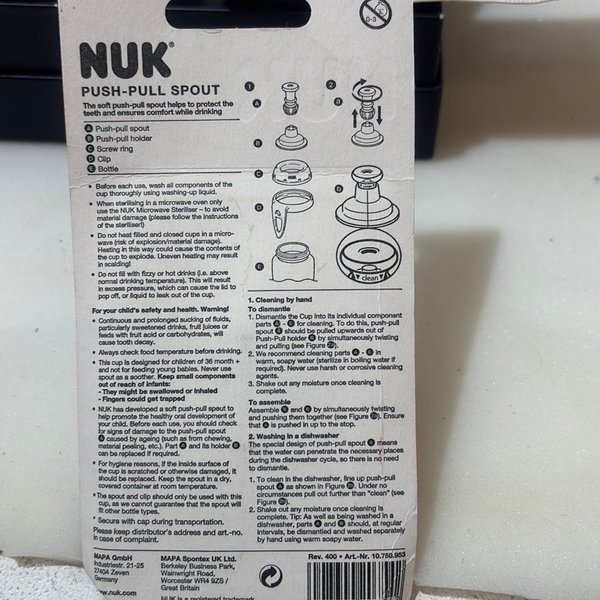 0-3
NUK®
PUSH-PULL SPOUT
The soft push-pull spout helps to protect the
teeth and ensures comfort while drinking
A Push-pull spout
B Push-pull holder
C Screw ring
D Clip
E Bottle
• Before each use, wash all components of the
cup thoroughly using washing-up liquid.
• When sterilising in a microwave oven only
use the NUK Microwave Steriliser – to avoid
material damage (please follow the instructions
of the steriliser!)
• Do not heat filled and closed cups in a micro-
wave (risk of explosion/material damage).
Heating in this way could cause the contents of
the cup to explode. Uneven heating may result
in scalding!
• Do not fill with fizzy or hot drinks (i.e. above
normal drinking temperature). This will result
in excess pressure, which can cause the lid to
pop off, or liquid to leak out of the cup.
For your child's safety and health. Warning!
• Continuous and prolonged sucking of fluids,
particularly sweetened drinks, fruit juices or
feeds with fruit acid or carbohydrates, will
cause tooth decay.
• Always check food temperature before drinking.
• This cup is designed for children of 36 month +
and not for feeding young babies. Never use
spout as a soother. Keep small components
out of reach of infants:
- They might be swallowed or inhaled
- Fingers could get trapped
• NUK has developed a soft push-pull spout to
help promote the healthy oral development of
your child. Before each use, you should check
for signs of damage to the push-pull spout
A caused by ageing (such as from chewing,
material peeling, etc.). Part A and its holder B
can be replaced if required.
• For hygiene reasons, if the inside surface of
the cup is scratched or otherwise damaged, it
should be replaced. Keep the spout in a dry,
covered container at room temperature.
• The spout and clip should only be used with this
cup, as we cannot guarantee that the spout will
fit other bottle types.
• Secure with cap during transportation.
Please keep distributor's address and art.-no.
in case of complaint.
1
A
B
C
D
E
2
a
b
clean
1. Cleaning by hand
To dismantle
1. Dismantle the Cup into its individual component
parts A - E for cleaning. To do this, push-pull
spout A should be pulled upwards out of
Push-Pull holder B by simultaneously twisting
and pulling (see Figure 2a).
2. We recommend cleaning parts A - E in
warm, soapy water (sterilize in boiling water if
required). Never use harsh or corrosive cleaning
agents.
3. Shake out any moisture once cleaning is
complete.
To assemble
Assemble A and B by simultaneously twisting
and pushing them together (see Figure 2a). Ensure
that A is pushed in up to the stop.
2. Washing in a dishwasher
The special design of push-pull spout A means
that the water can penetrate the necessary places
during the dishwasher cycle, so there is no need
to dismantle.
1. To clean in the dishwasher, line up push-pull
spout A as shown in Figure 2b. Under no
circumstances pull out further than "clean" (see
Figure 2b).
2. Shake out any moisture once cleaning is
complete. Tip: As well as being washed in a
dishwasher, parts A and B should, at regular
intervals, be dismantled and washed separately
by hand using warm soapy water.
MAPA GmbH
Industriestr. 21-25
27404 Zeven
Germany
MAPA Spontex UK Ltd.
Berkeley Business Park,
Wainwright Road,
Worcester WR4 9ZS /
Great Britain
NUK is a registered trademark
Rev. 400 • Art.-Nr. 10.750.953